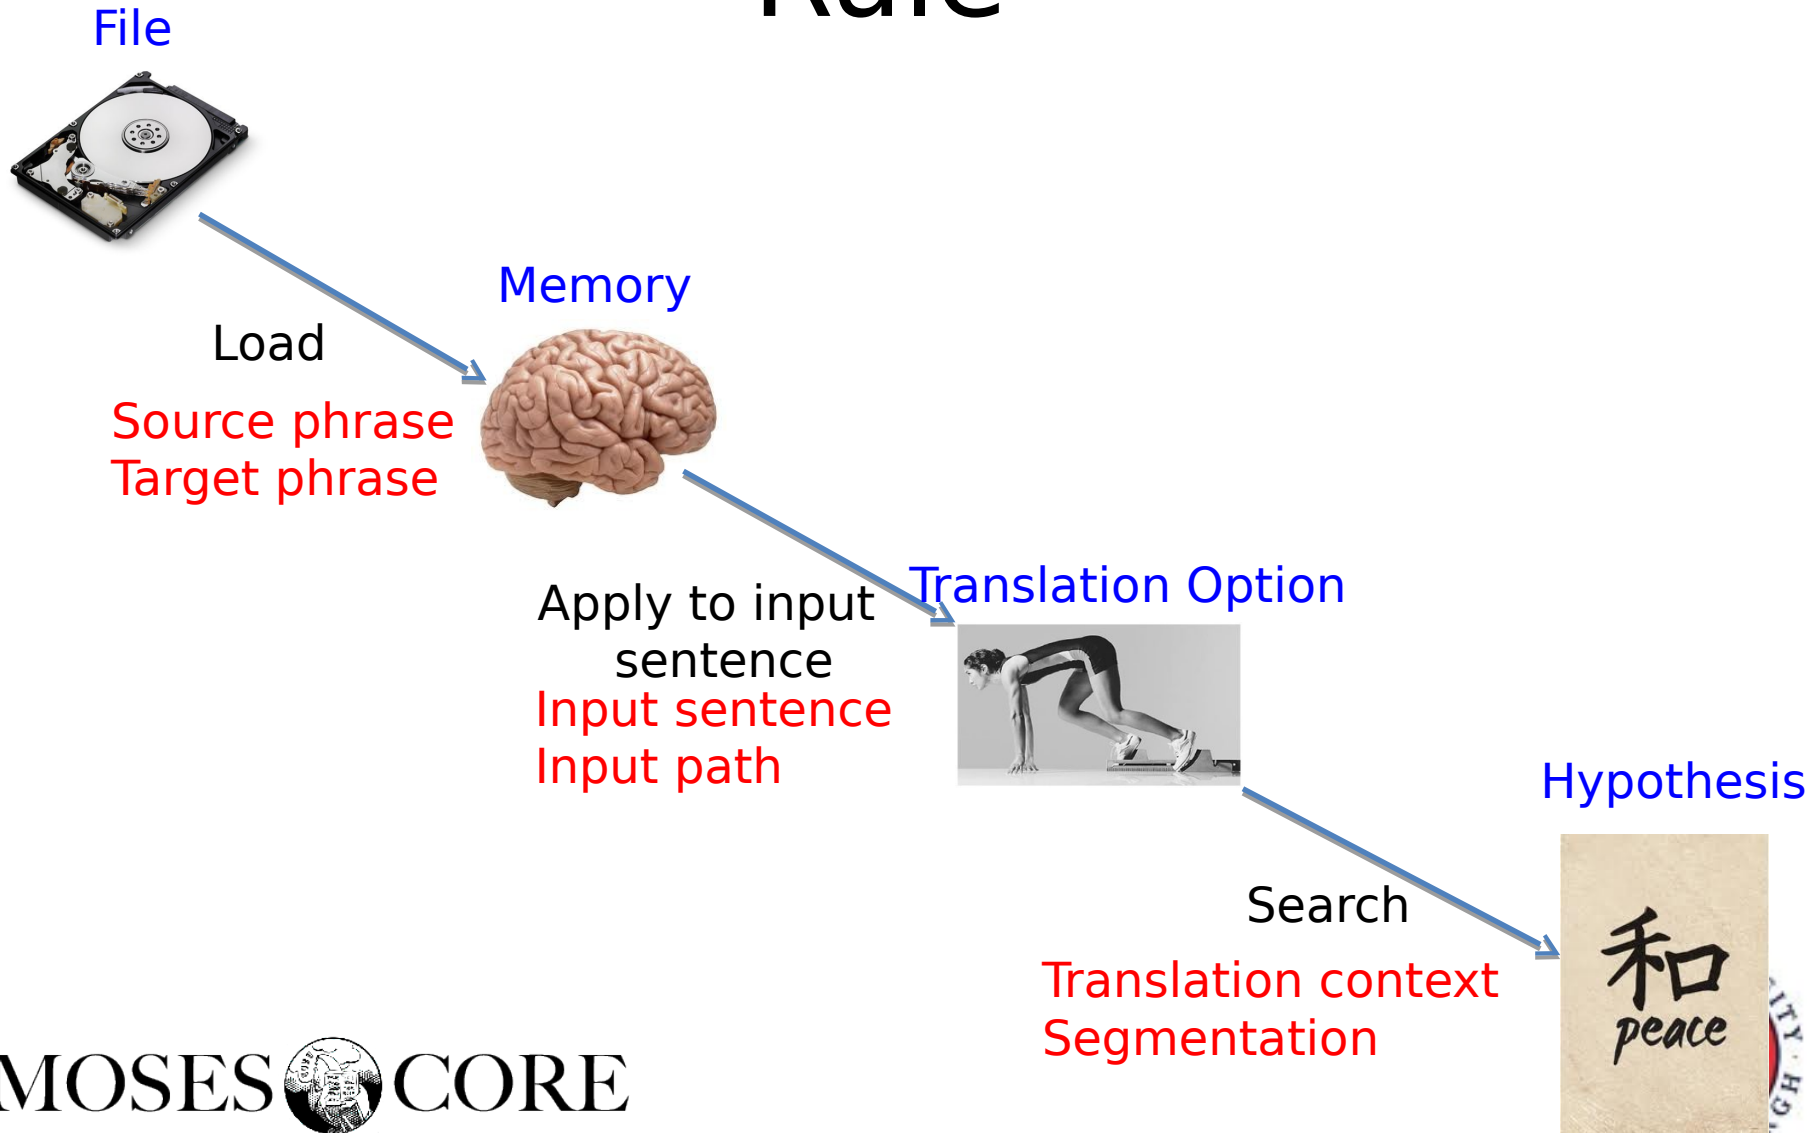 Rule
File
Memory
Load
Source phrase
Target phrase
Translation Option
Apply to input
sentence
Input sentence
Input path
Hypothesis
Search
Translation context
Segmentation
和
peace
MOSES CORE